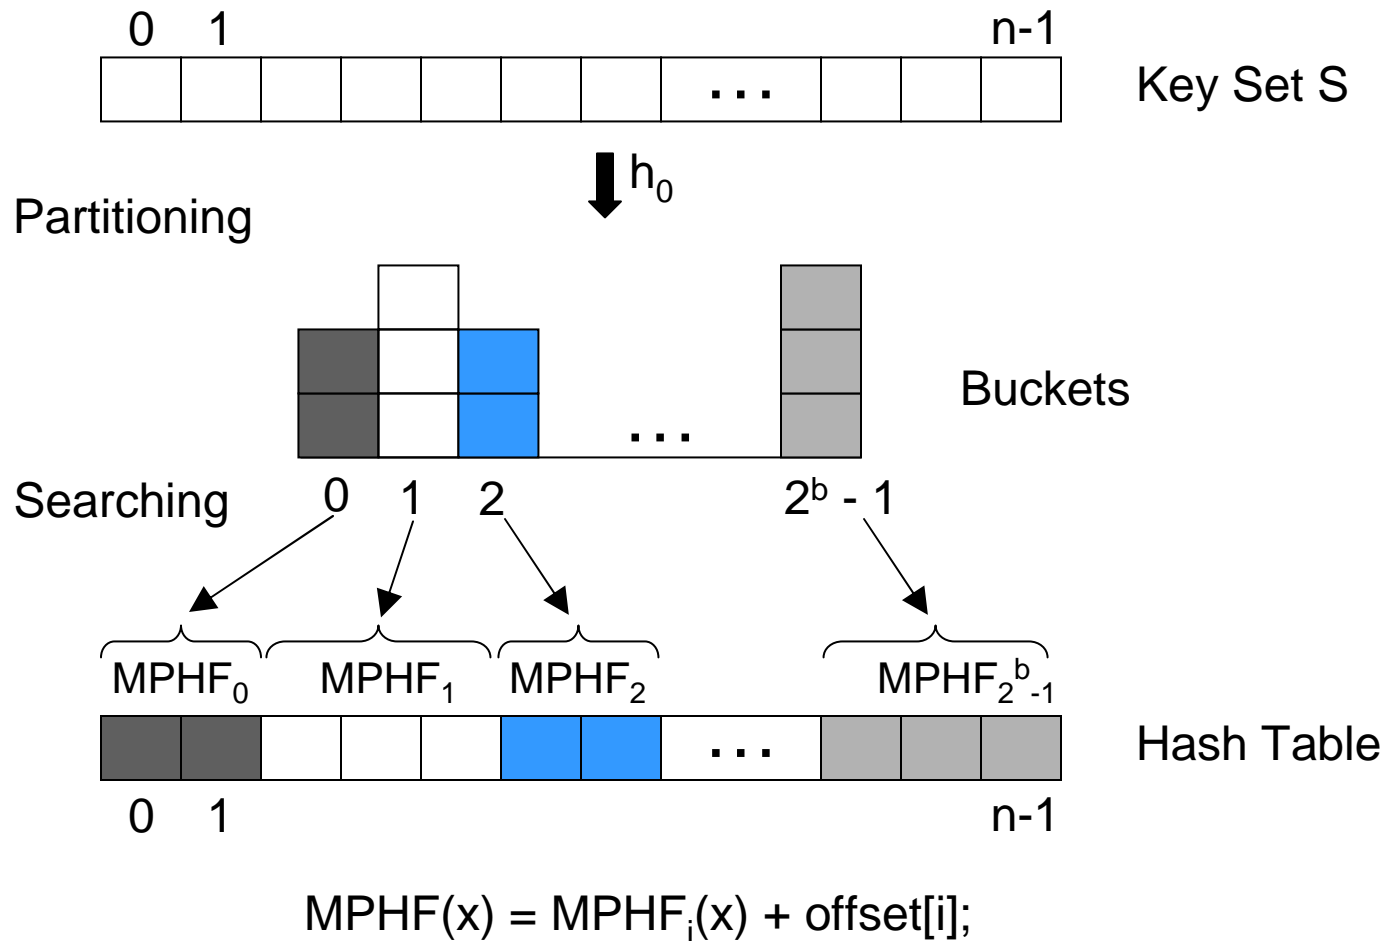 0 1 n-1
... Key Set S
h₀
Partitioning
Buckets
...
Searching 0 1 2 2ᵇ - 1
MPHF₀ MPHF₁ MPHF₂ MPHF₂ᵇ₋₁
... Hash Table
0 1 n-1
MPHF(x) = MPHFᵢ(x) + offset[i];